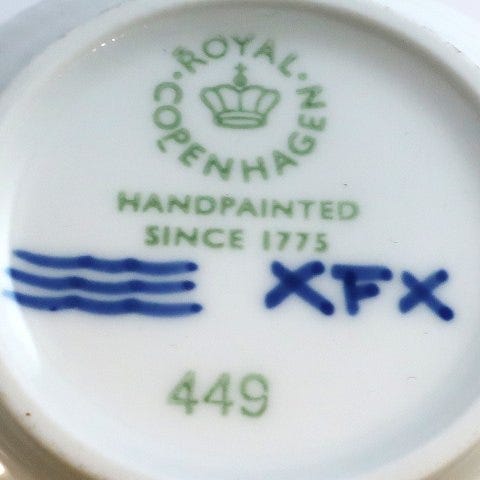 ROYAL COPENHAGEN
HANDPAINTED
SINCE 1775
XFX
449